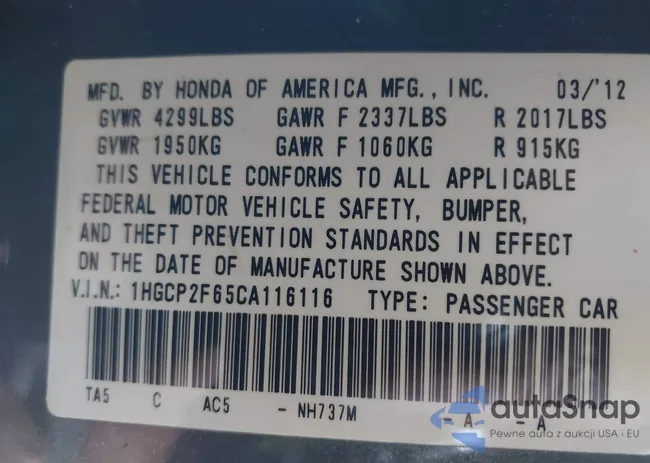 MFD. BY HONDA OF AMERICA MFG., INC. 03/'12
GVWR 4299LBS GAWR F 2337LBS R 2017LBS
GVWR 1950KG GAWR F 1060KG R 915KG
THIS VEHICLE CONFORMS TO ALL APPLICABLE
FEDERAL MOTOR VEHICLE SAFETY, BUMPER,
AND THEFT PREVENTION STANDARDS IN EFFECT
ON THE DATE OF MANUFACTURE SHOWN ABOVE.
V.I.N.: 1HGCP2F65CA116116 TYPE: PASSENGER CAR
TA5 C AC5 - NH737M - A - A
autoSnap
Pewne auta z aukcji USA i EU